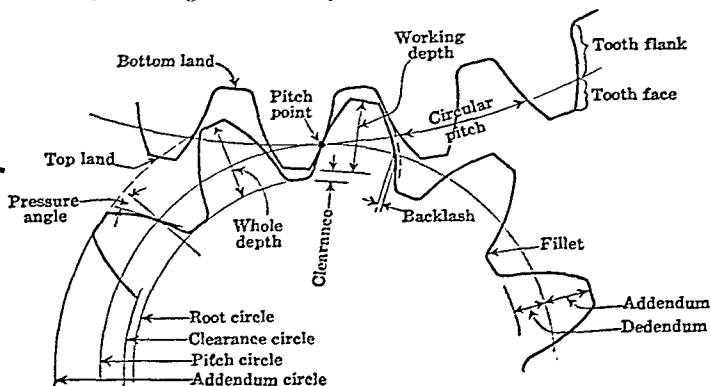 Working
depth
Tooth flank
Bottom land
Pitch
point
Tooth face
Circular
pitch
Top land
Pressure
angle
Whole
depth
Clearance
Backlash
Fillet
Root circle
Clearance circle
Pitch circle
Addendum circle
Addendum
Dedendum